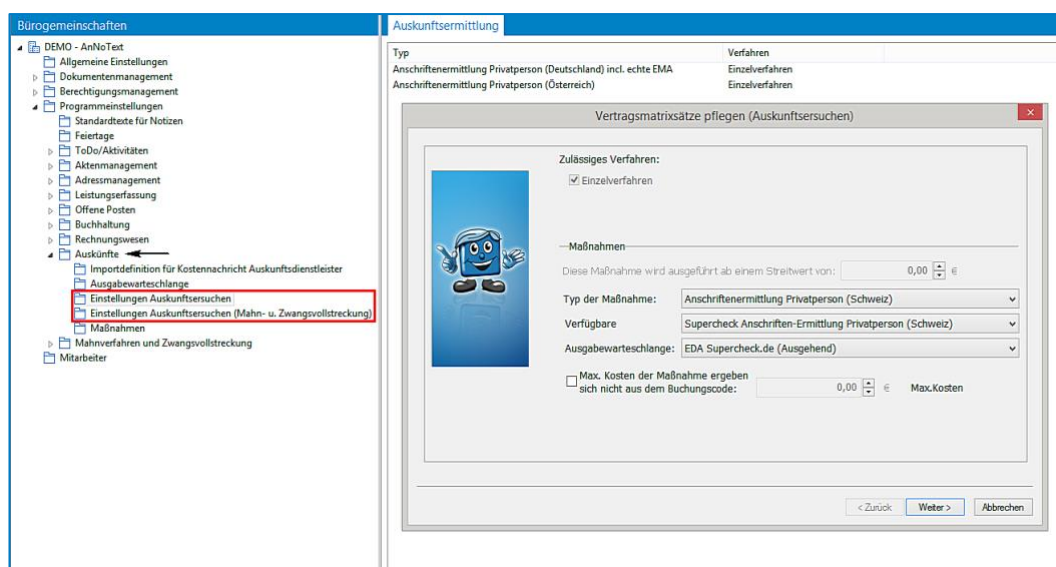 Bürogemeinschaften
DEMO - AnNoText
Allgemeine Einstellungen
Dokumentenmanagement
Berechtigungsmanagement
Programmeinstellungen
Standardtexte für Notizen
Feiertage
ToDo/Aktivitäten
Aktenmanagement
Adressmanagement
Leistungserfassung
Offene Posten
Buchhaltung
Rechnungswesen
Auskünfte
Importdefinition für Kostennachricht Auskunftsdienstleister
Ausgabewarteschlange
Einstellungen Auskunftsersuchen
Einstellungen Auskunftsersuchen (Mahn- u. Zwangsvollstreckung)
Maßnahmen
Mahnverfahren und Zwangsvollstreckung
Mitarbeiter
Auskunftsermittlung
Typ Verfahren
Anschriftenermittlung Privatperson (Deutschland) incl. echte EMA Einzelverfahren
Anschriftenermittlung Privatperson (Österreich) Einzelverfahren
Vertragsmatrixsätze pflegen (Auskunftsersuchen)
Zulässiges Verfahren:
Einzelverfahren
Maßnahmen
Diese Maßnahme wird ausgeführt ab einem Streitwert von: 0,00 €
Typ der Maßnahme: Anschriftenermittlung Privatperson (Schweiz)
Verfügbare Supercheck Anschriften-Ermittlung Privatperson (Schweiz)
Ausgabewarteschlange: EDA Supercheck.de (Ausgehend)
Max. Kosten der Maßnahme ergeben
sich nicht aus dem Buchungscode: 0,00 € Max.Kosten
< Zurück Weiter > Abbrechen